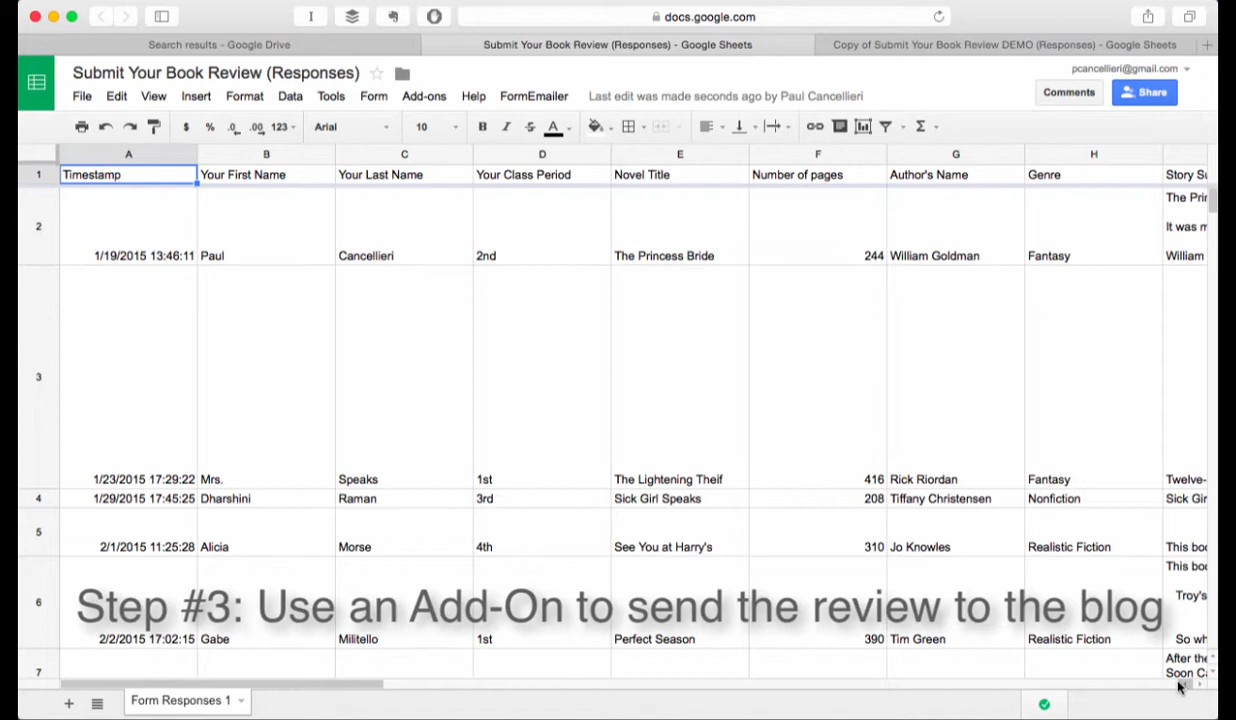 docs.google.com
Search results - Google Drive
Submit Your Book Review (Responses) - Google Sheets
Copy of Submit Your Book Review DEMO (Responses) - Google Sheets
Submit Your Book Review (Responses)
pcancellieri@gmail.com
File Edit View Insert Format Data Tools Form Add-ons Help FormEmailer Last edit was made seconds ago by Paul Cancellieri
Comments Share
$ % .0 .00 123 Arial 10 B I S A Σ
A B C D E F G H
1 Timestamp Your First Name Your Last Name Your Class Period Novel Title Number of pages Author's Name Genre Story Su
The Prin
2 It was m
1/19/2015 13:46:11 Paul Cancellieri 2nd The Princess Bride 244 William Goldman Fantasy William
3
1/23/2015 17:29:22 Mrs. Speaks 1st The Lightening Theif 416 Rick Riordan Fantasy Twelve-
4 1/29/2015 17:45:25 Dharshini Raman 3rd Sick Girl Speaks 208 Tiffany Christensen Nonfiction Sick Gir
5
2/1/2015 11:25:28 Alicia Morse 4th See You at Harry's 310 Jo Knowles Realistic Fiction This boo
This boo
6 Troy's
Step #3: Use an Add-On to send the review to the blog
2/2/2015 17:02:15 Gabe Militello 1st Perfect Season 390 Tim Green Realistic Fiction So wh
After the
7 Soon Ca
Form Responses 1